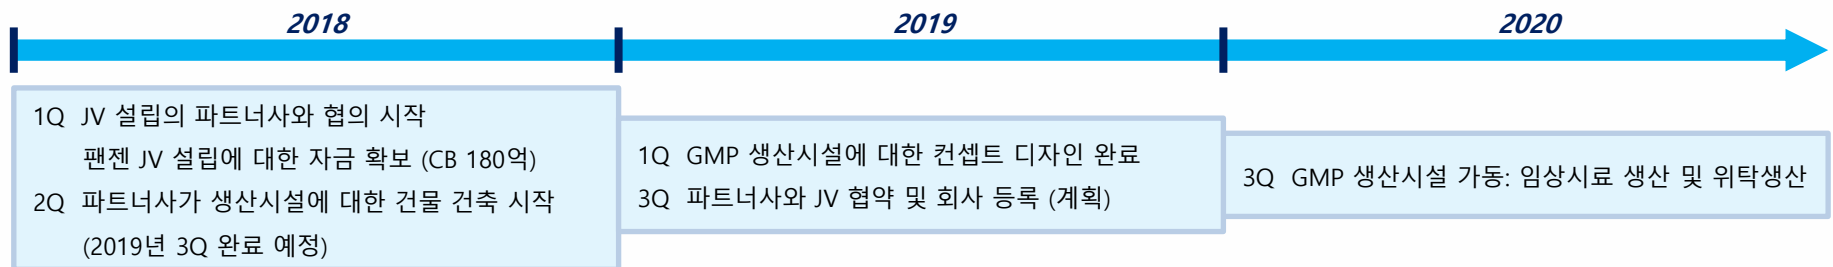 2018
2019
2020
1Q JV 설립의 파트너사와 협의 시작
팬젠 JV 설립에 대한 자금 확보 (CB 180억)
2Q 파트너사가 생산시설에 대한 건물 건축 시작
(2019년 3Q 완료 예정)
1Q GMP 생산시설에 대한 컨셉트 디자인 완료
3Q 파트너사와 JV 협약 및 회사 등록 (계획)
3Q GMP 생산시설 가동: 임상시료 생산 및 위탁생산